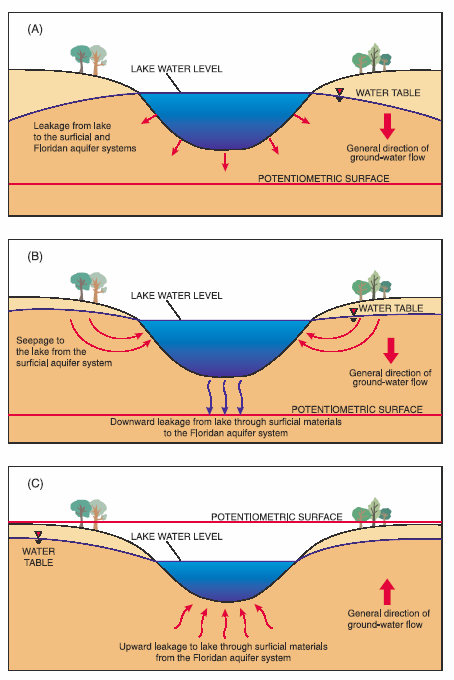 (A)
LAKE WATER LEVEL
WATER TABLE
Leakage from lake
to the surficial and
Floridan aquifer systems
General direction of
ground-water flow
POTENTIOMETRIC SURFACE
(B)
LAKE WATER LEVEL
WATER TABLE
Seepage to
the lake from the
surficial aquifer system
General direction of
ground-water flow
POTENTIOMETRIC SURFACE
Downward leakage from lake through surficial materials
to the Floridan aquifer system
(C)
POTENTIOMETRIC SURFACE
LAKE WATER LEVEL
WATER
TABLE
General direction of
ground-water flow
Upward leakage to lake through surficial materials
from the Floridan aquifer system